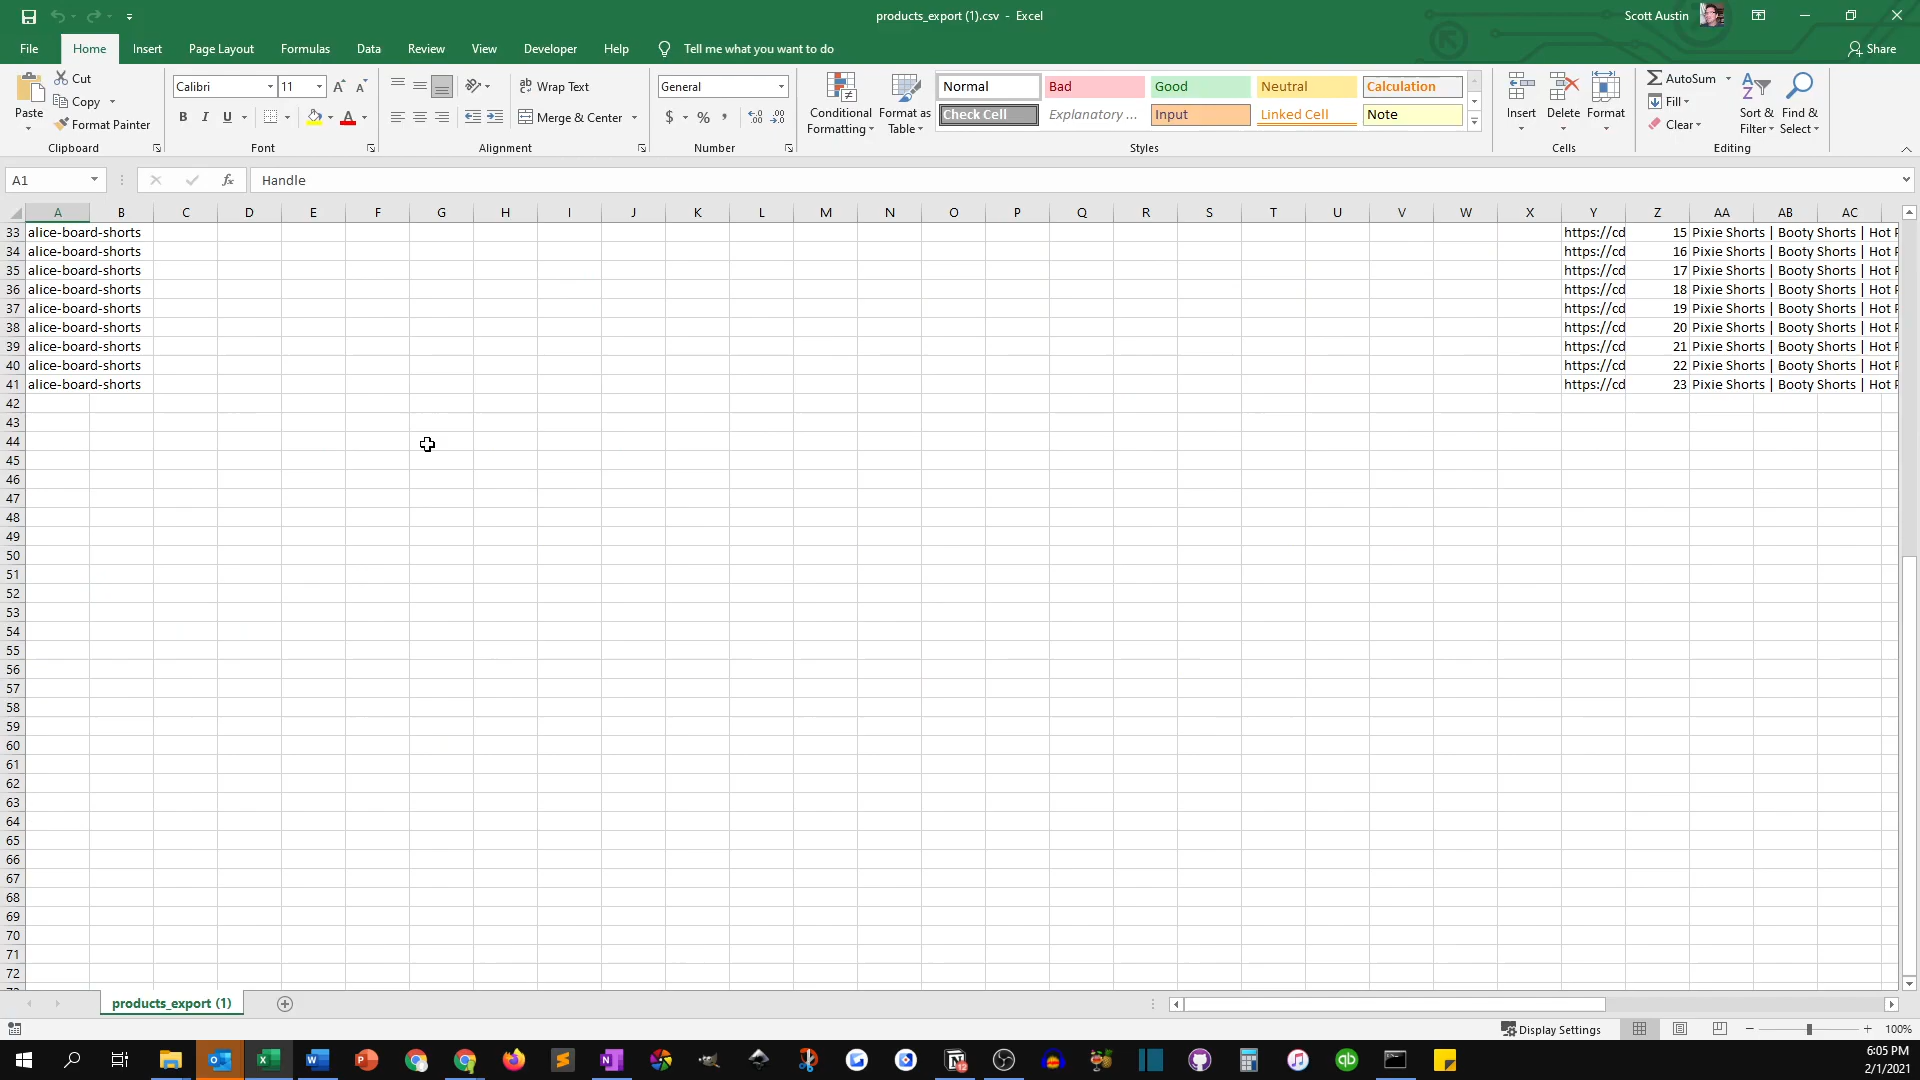 products_export (1).csv - Excel
Scott Austin
File Home Insert Page Layout Formulas Data Review View Developer Help Tell me what you want to do Share
Paste Cut Copy Format Painter Clipboard
Calibri 11 Font
Wrap Text Merge & Center Alignment
General Number
Conditional Formatting Format as Table
Normal Bad Good Neutral Calculation
Check Cell Explanatory ... Input Linked Cell Note
Styles
Insert Delete Format Cells
AutoSum Fill Clear Sort & Filter Find & Select Editing
A1 fx Handle
A B C D E F G H I J K L M N O P Q R S T U V W X Y Z AA AB AC
33 alice-board-shorts https://cd 15 Pixie Shorts | Booty Shorts | Hot
34 alice-board-shorts https://cd 16 Pixie Shorts | Booty Shorts | Hot
35 alice-board-shorts https://cd 17 Pixie Shorts | Booty Shorts | Hot
36 alice-board-shorts https://cd 18 Pixie Shorts | Booty Shorts | Hot
37 alice-board-shorts https://cd 19 Pixie Shorts | Booty Shorts | Hot
38 alice-board-shorts https://cd 20 Pixie Shorts | Booty Shorts | Hot
39 alice-board-shorts https://cd 21 Pixie Shorts | Booty Shorts | Hot
40 alice-board-shorts https://cd 22 Pixie Shorts | Booty Shorts | Hot
41 alice-board-shorts https://cd 23 Pixie Shorts | Booty Shorts | Hot
42
43
44
45
46
47
48
49
50
51
52
53
54
55
56
57
58
59
60
61
62
63
64
65
66
67
68
69
70
71
72
products_export (1)
Display Settings 100%
6:05 PM
2/1/2021